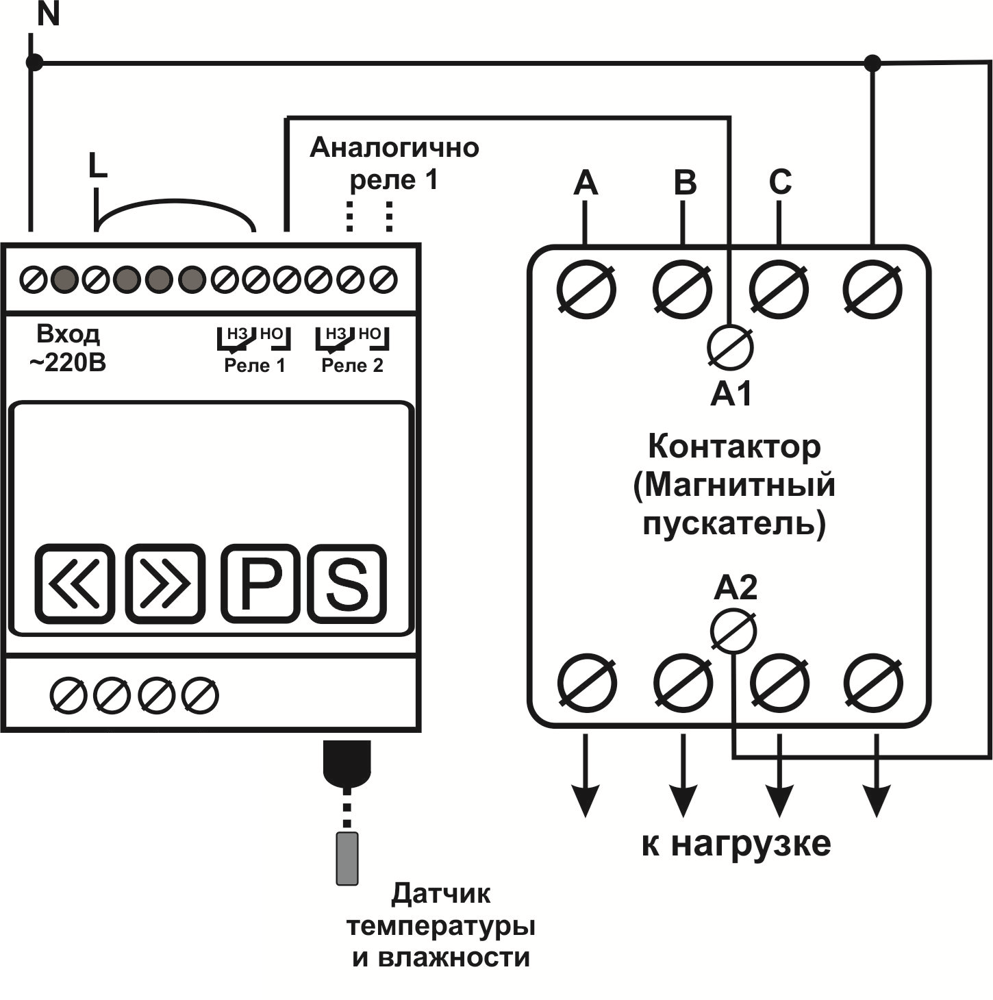 N
L
Аналогично
реле 1
A
B
C
Вход
~220В
НЗ НО
Реле 1
НЗ НО
Реле 2
A1
Контактор
(Магнитный
пускатель)
A2
P
S
к нагрузке
Датчик
температуры
и влажности